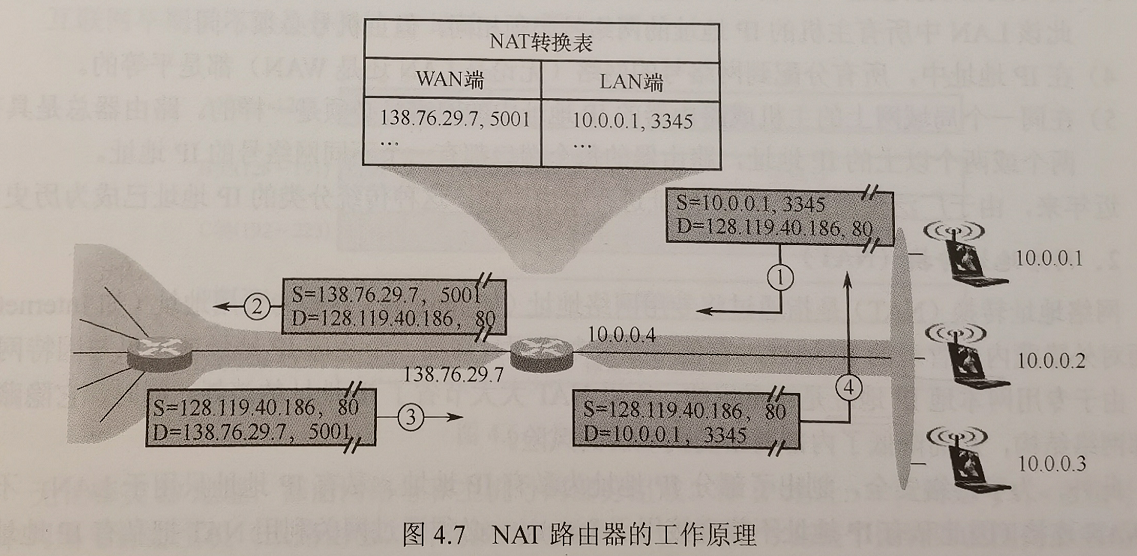 NAT转换表
WAN端 LAN端
138.76.29.7, 5001 10.0.0.1, 3345
… …
S=10.0.0.1, 3345
D=128.119.40.186, 80
①
10.0.0.1
②
S=138.76.29.7, 5001
D=128.119.40.186, 80
10.0.0.4
10.0.0.2
138.76.29.7
④
S=128.119.40.186, 80
D=138.76.29.7, 5001
③
S=128.119.40.186, 80
D=10.0.0.1, 3345
10.0.0.3
图 4.7 NAT 路由器的工作原理